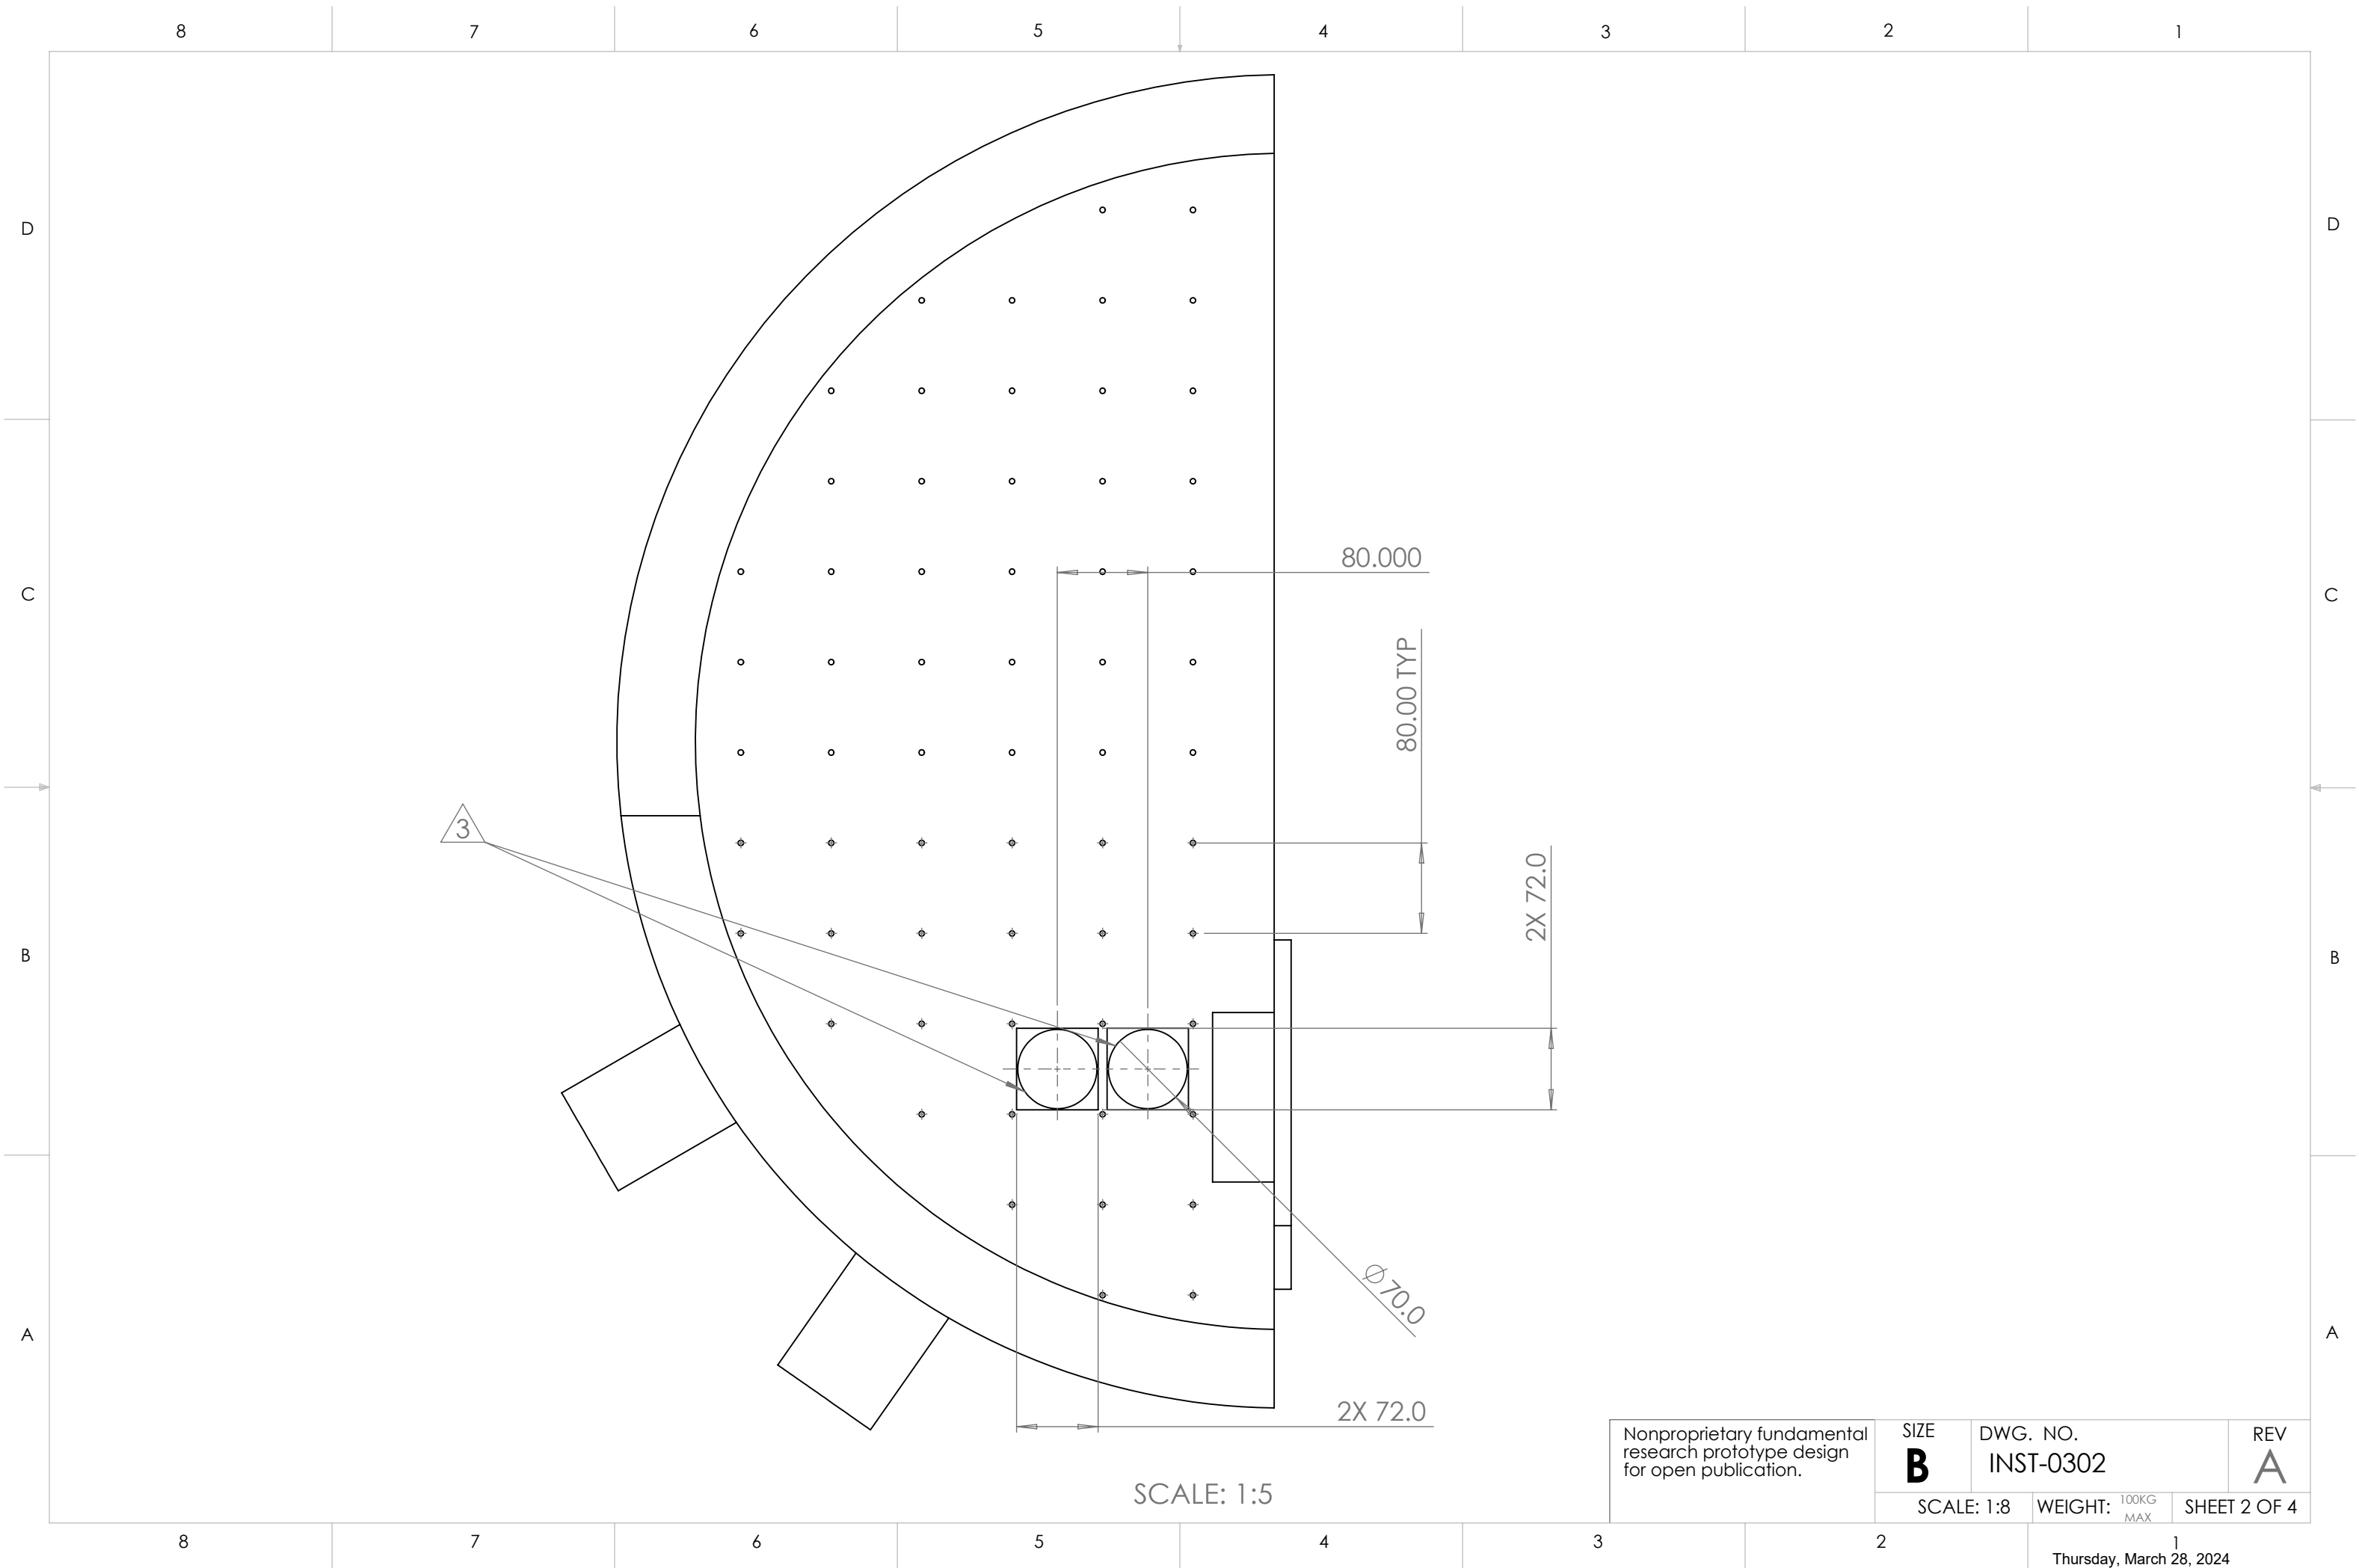 8 7 6 5 4 3 2 1
D D
80.000
C C
80.00 TYP
3
2X 72.0
B B
⌀ 70.0
A A
2X 72.0
SCALE: 1:5
Nonproprietary fundamental
research prototype design
for open publication.
SIZE
B
DWG. NO.
INST-0302
REV
A
SCALE: 1:8
WEIGHT: 100KG
MAX
SHEET 2 OF 4
8 7 6 5 4 3 2 1
Thursday, March 28, 2024